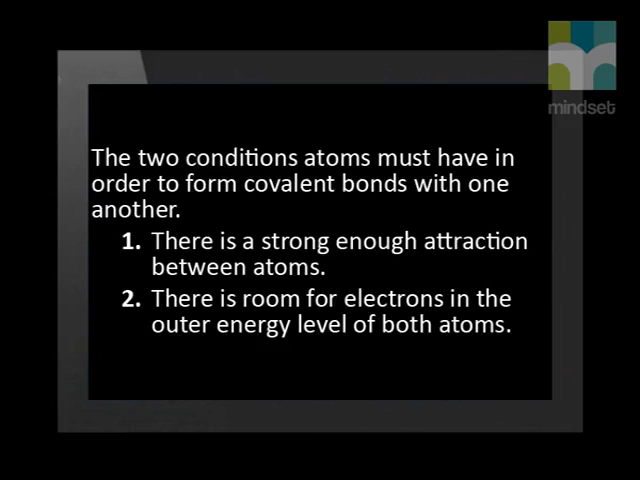 mindset
The two conditions atoms must have in
order to form covalent bonds with one
another.
1. There is a strong enough attraction
between atoms.
2. There is room for electrons in the
outer energy level of both atoms.